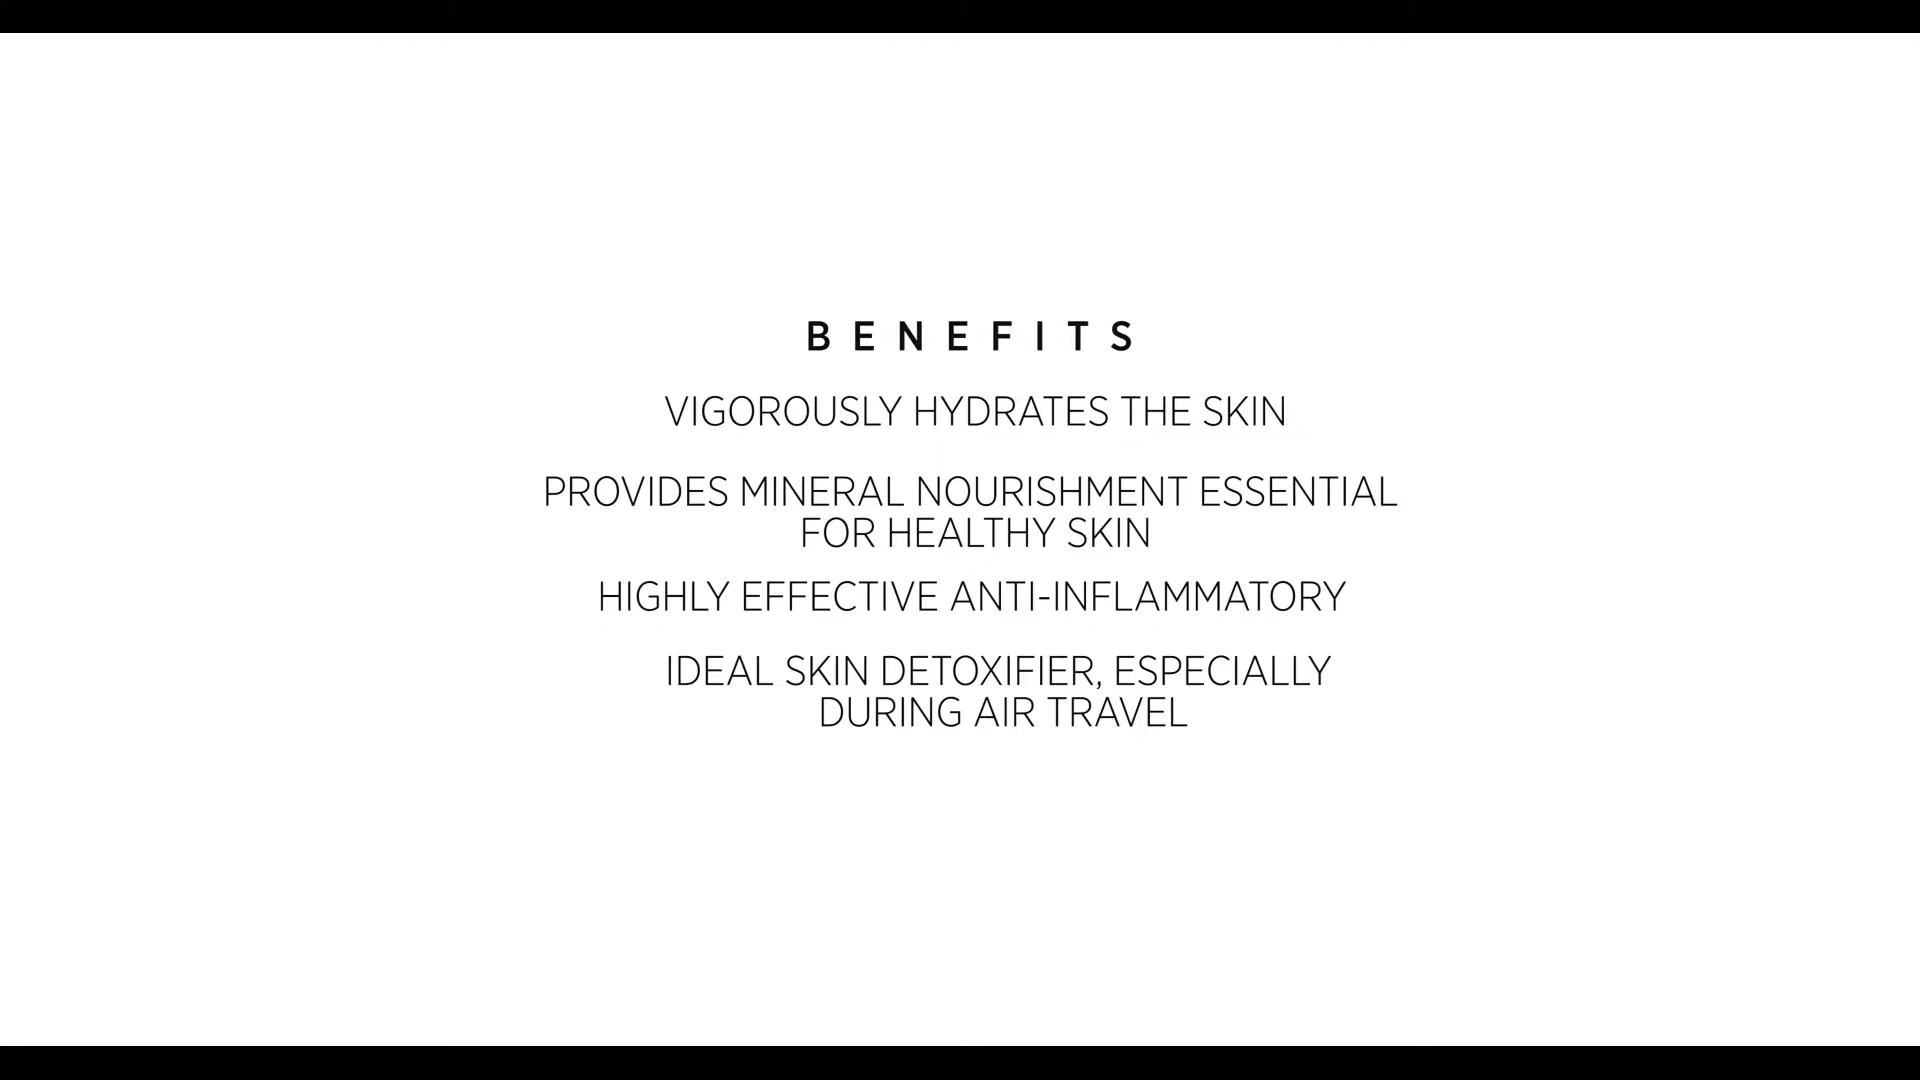 BENEFITS
VIGOROUSLY HYDRATES THE SKIN
PROVIDES MINERAL NOURISHMENT ESSENTIAL
FOR HEALTHY SKIN
HIGHLY EFFECTIVE ANTI-INFLAMMATORY
IDEAL SKIN DETOXIFIER, ESPECIALLY
DURING AIR TRAVEL